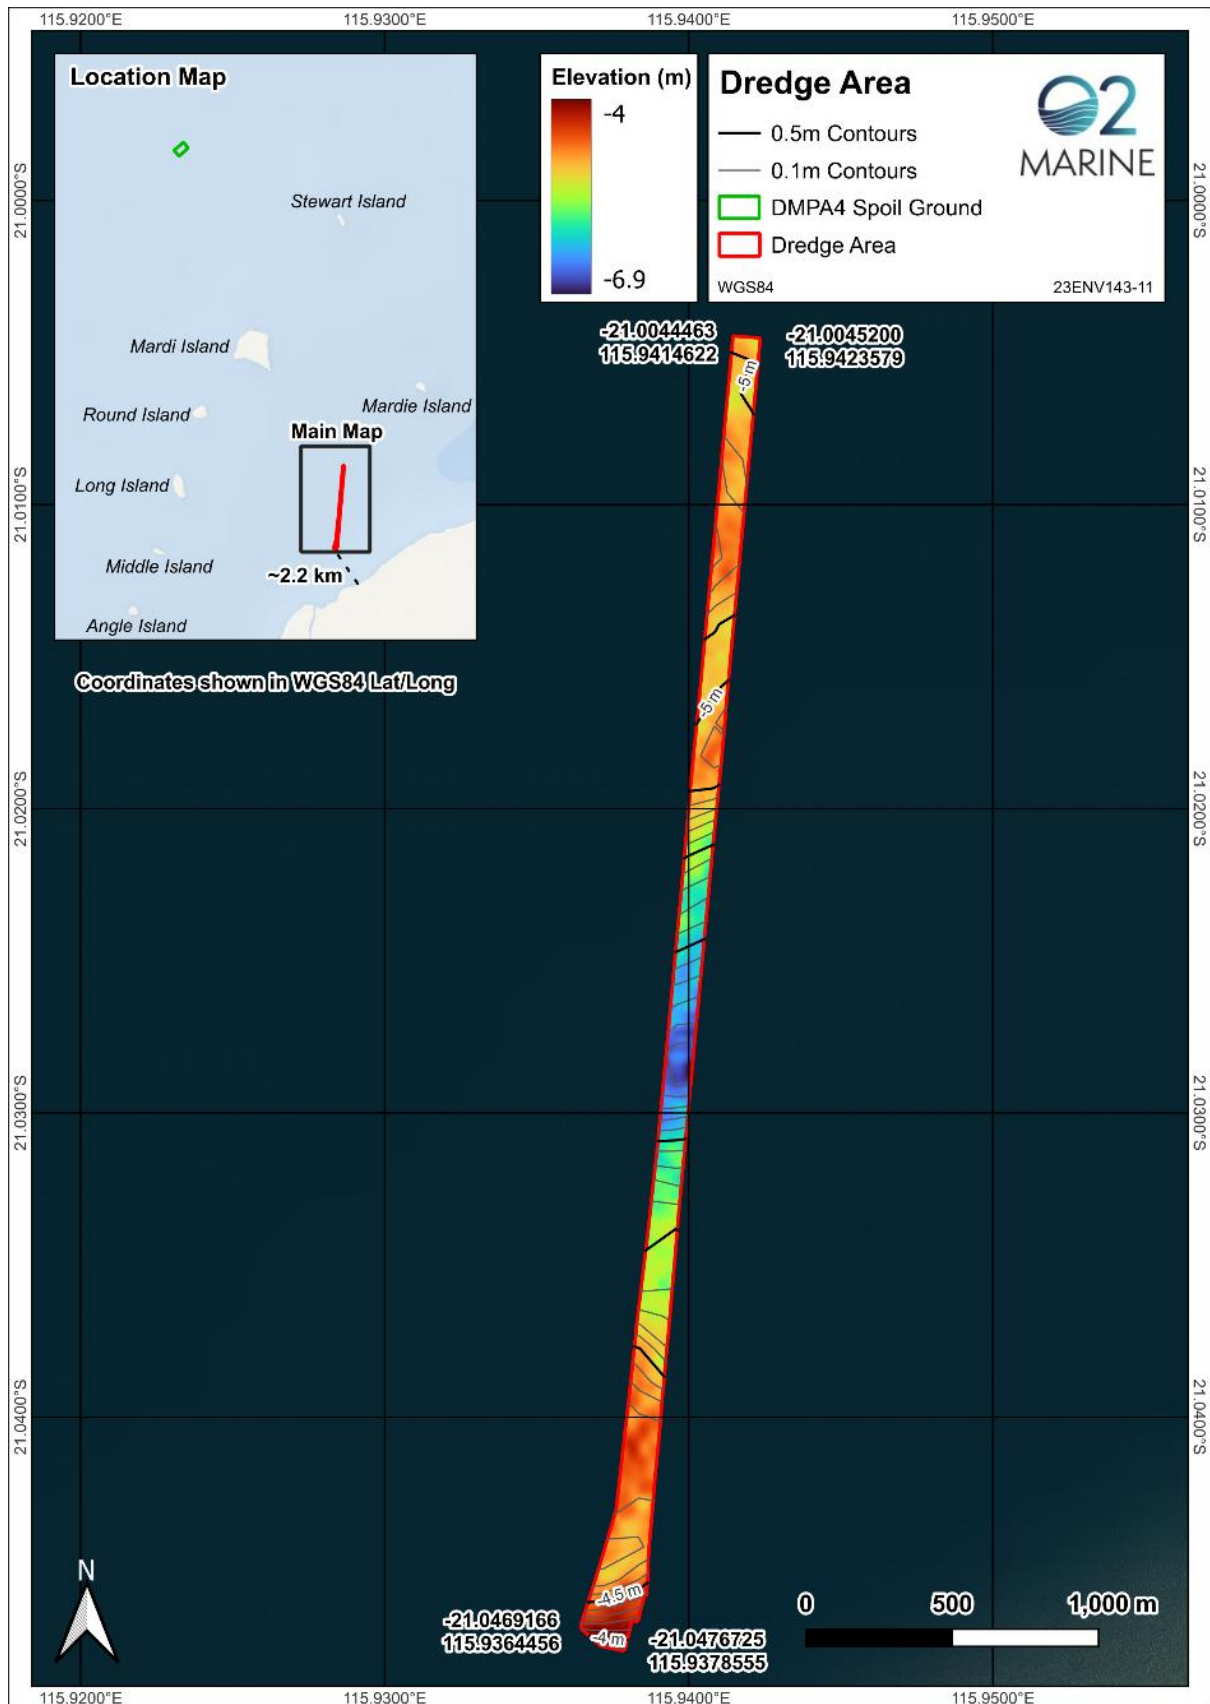 115.9200°E
115.9300°E
115.9400°E
115.9500°E
Location Map
Stewart Island
Mardi Island
Round Island
Mardie Island
Main Map
Long Island
Middle Island
~2.2 km
Angle Island
Coordinates shown in WGS84 Lat/Long
Elevation (m)
-4
-6.9
Dredge Area
0.5m Contours
0.1m Contours
DMPA4 Spoil Ground
Dredge Area
WGS84
23ENV143-11
O2
MARINE
21.0000°S
21.0000°S
-21.0044463
115.9414622
-21.0045200
115.9423579
-5 m
21.0100°S
21.0100°S
-5 m
21.0200°S
21.0200°S
21.0300°S
21.0300°S
21.0400°S
21.0400°S
N
-4.5 m
-4 m
-21.0469166
115.9364456
-21.0476725
115.9378555
0
500
1,000 m
115.9200°E
115.9300°E
115.9400°E
115.9500°E